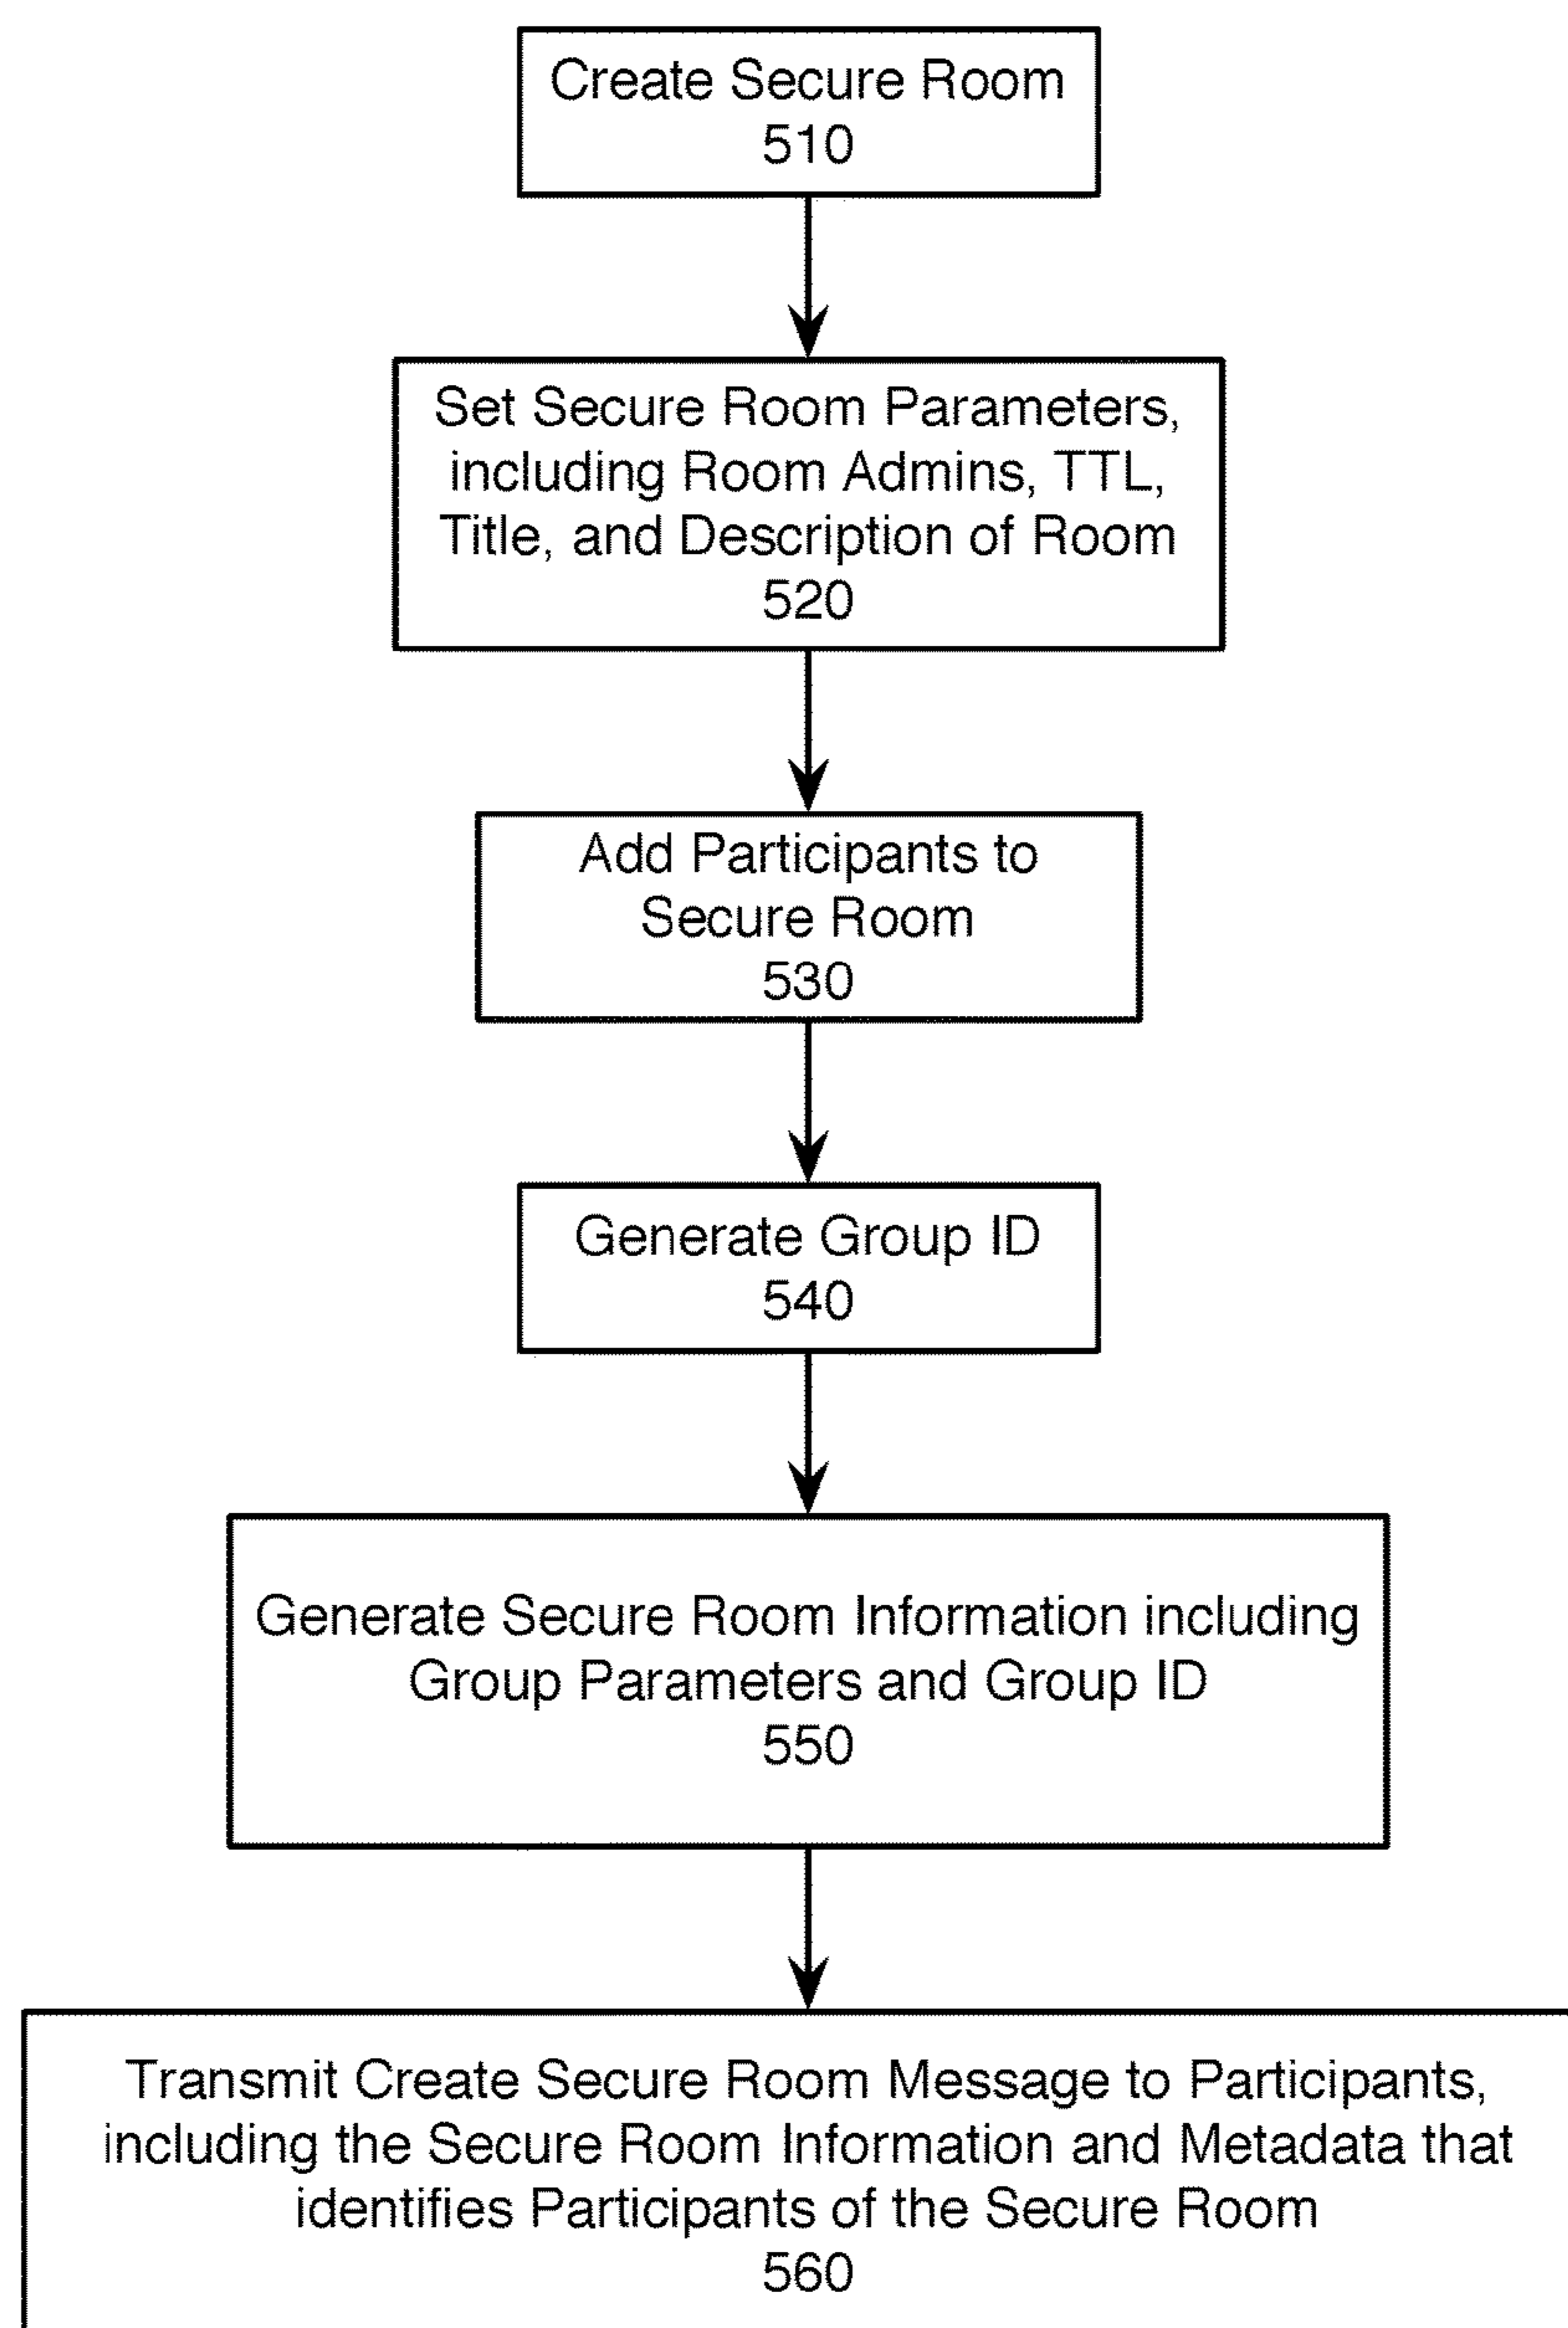 Create Secure Room
510
Set Secure Room Parameters,
including Room Admins, TTL,
Title, and Description of Room
520
Add Participants to
Secure Room
530
Generate Group ID
540
Generate Secure Room Information including
Group Parameters and Group ID
550
Transmit Create Secure Room Message to Participants,
including the Secure Room Information and Metadata that
identifies Participants of the Secure Room
560